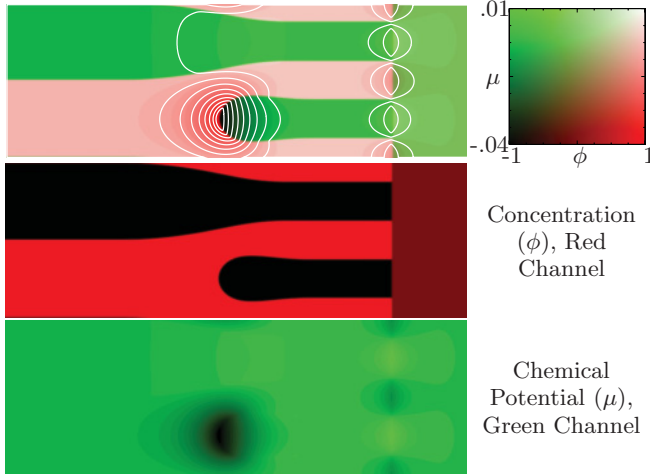 .01
μ
-.04
-1
ϕ
1
Concentration
(ϕ), Red
Channel
Chemical
Potential (μ),
Green Channel